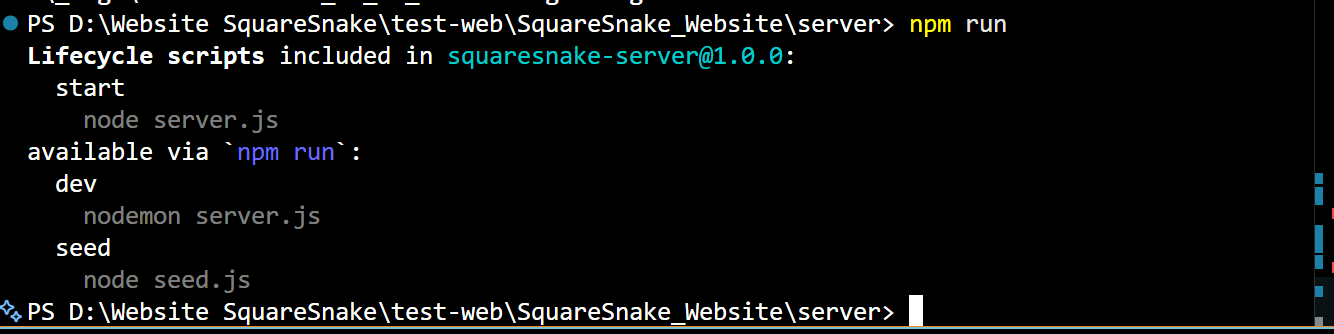 PS D:\Website SquareSnake\test-web\SquareSnake_Website\server> npm run
Lifecycle scripts included in squaresnake-server@1.0.0:
start
node server.js
available via `npm run`:
dev
nodemon server.js
seed
node seed.js
PS D:\Website SquareSnake\test-web\SquareSnake_Website\server>